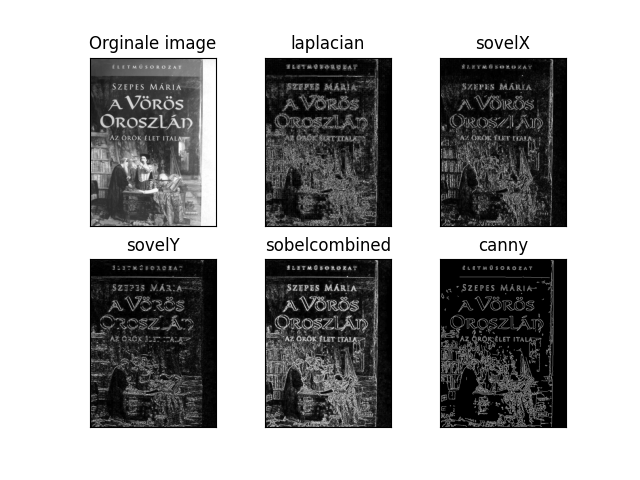 Orginale image
ÉLETMŰSOROZAT
SZEPES MÁRIA
A VÖRÖS
OROSZLÁN
AZ ÖRÖK ÉLET ITALA
laplacian
ÉLETMŰSOROZAT
SZEPES MÁRIA
A VÖRÖS
OROSZLÁN
AZ ÖRÖK ÉLET ITALA
sovelX
ÉLETMŰSOROZAT
SZEPES MÁRIA
A VÖRÖS
OROSZLÁN
AZ ÖRÖK ÉLET ITALA
sovelY
ÉLETMŰSOROZAT
SZEPES MÁRIA
A VÖRÖS
OROSZLÁN
AZ ÖRÖK ÉLET ITALA
sobelcombined
ÉLETMŰSOROZAT
SZEPES MÁRIA
A VÖRÖS
OROSZLÁN
AZ ÖRÖK ÉLET ITALA
canny
ÉLETMŰSOROZAT
SZEPES MÁRIA
A VÖRÖS
OROSZLÁN
AZ ÖRÖK ÉLET ITALA